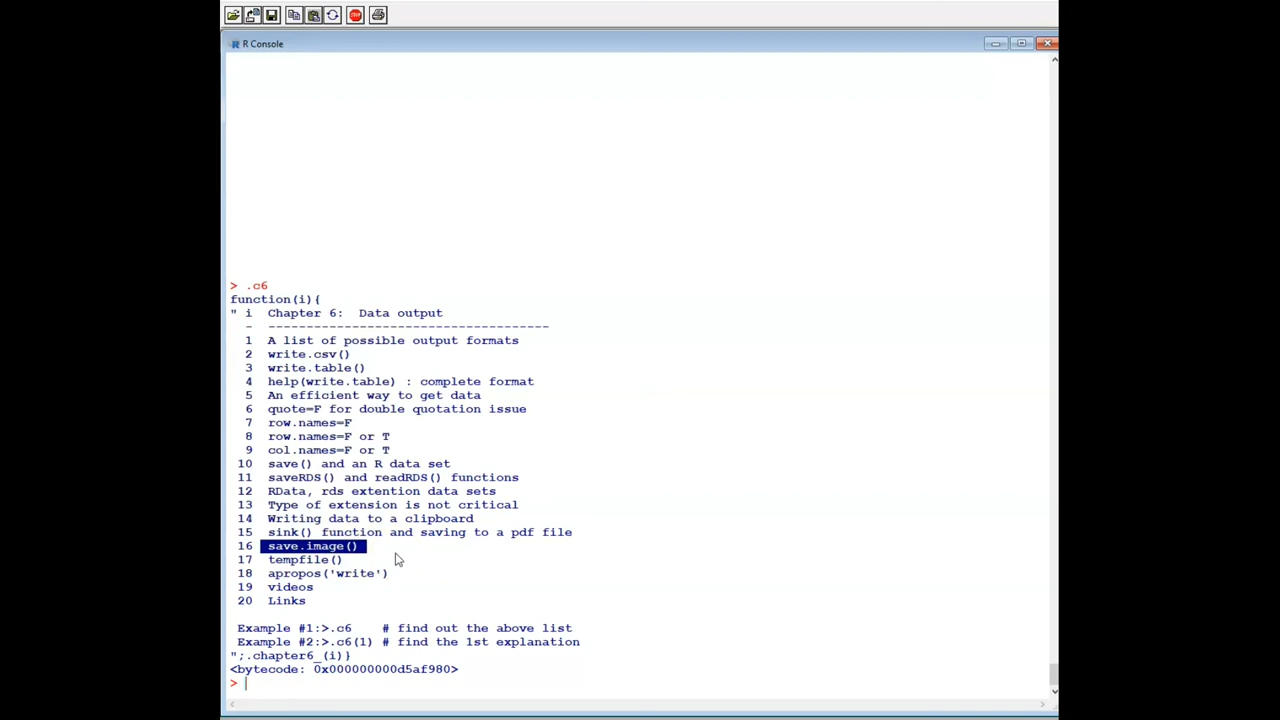 R Console
> .c6
function(i){
" i  Chapter 6:  Data output
  -  -------------------------------------
  1  A list of possible output formats
  2  write.csv()
  3  write.table()
  4  help(write.table) : complete format
  5  An efficient way to get data
  6  quote=F for double quotation issue
  7  row.names=F
  8  row.names=F or T
  9  col.names=F or T
 10  save() and an R data set
 11  saveRDS() and readRDS() functions
 12  RData, rds extention data sets
 13  Type of extension is not critical
 14  Writing data to a clipboard
 15  sink() function and saving to a pdf file
 16  save.image()
 17  tempfile()
 18  apropos('write')
 19  videos
 20  Links
 Example #1:>.c6    # find out the above list
 Example #2:>.c6(1) # find the 1st explanation
";.chapter6_(i)}
<bytecode: 0x000000000d5af980>
>